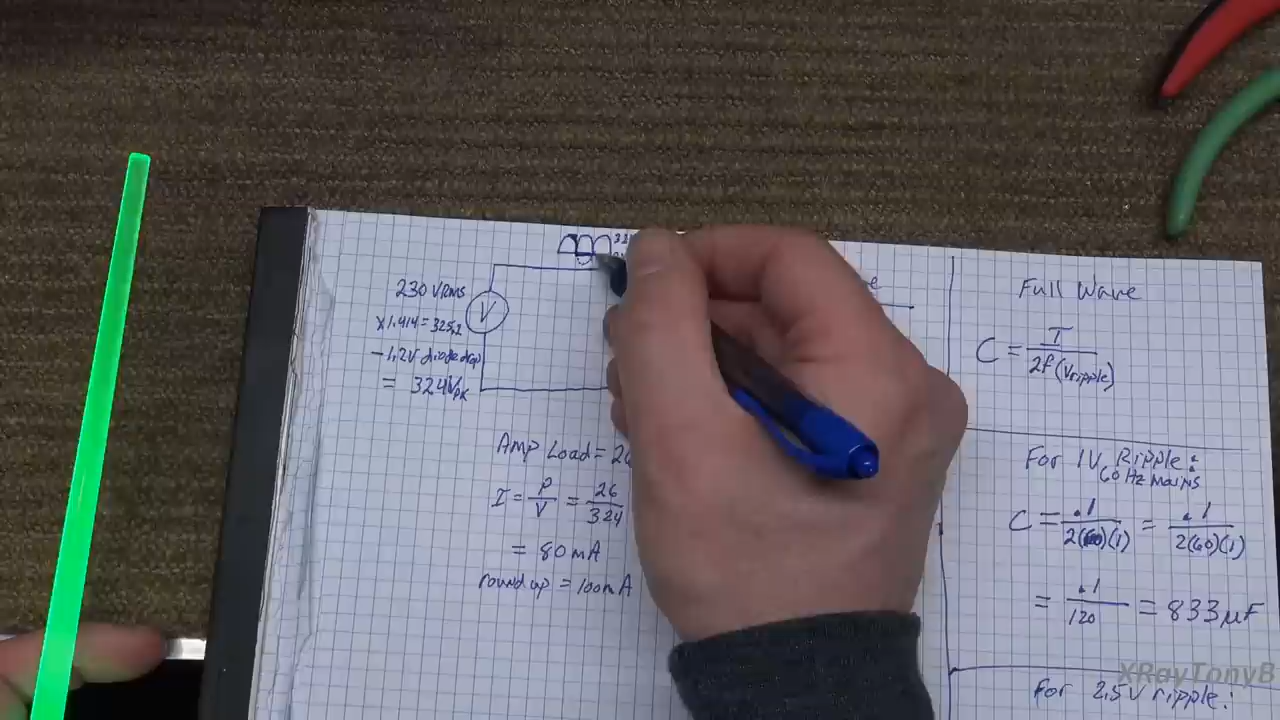 230 VRMS
x1.414 = 325.2
-1.2V diode drop
= 324Vpk
V
Amp Load =
I = P/V = 26/324
= 80mA
round up = 100mA
Full Wave
C = I/2f(Vripple)
For 1V Ripple:
60 Hz mains
C = .1/2(60)(1) = .1/2(60)(1)
= .1/120 = 833µF
For 2.5V ripple:
XRayTonyB